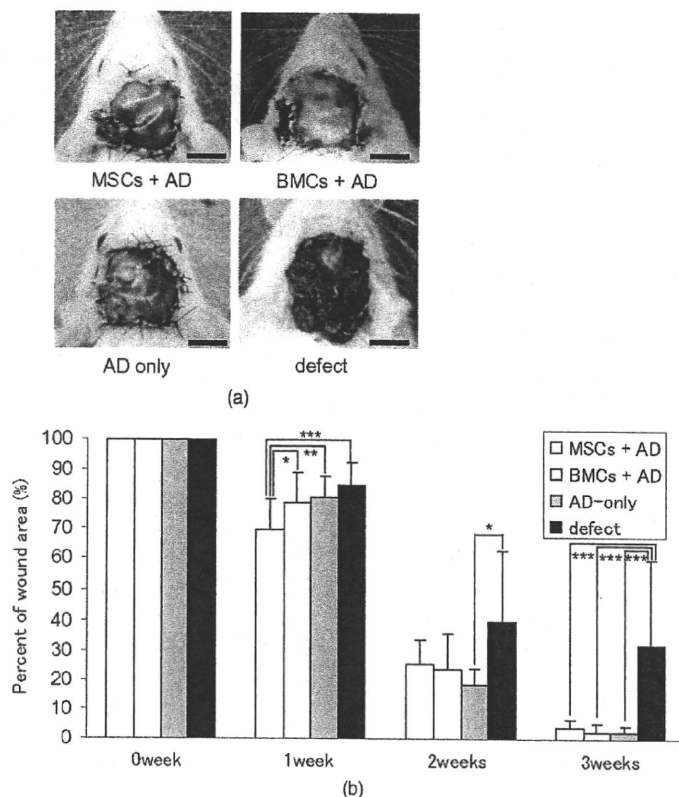 MSCs + AD
BMCs + AD
AD only
defect
(a)
Percent of wound area (%)
100
90
80
70
60
50
40
30
20
10
0
***
* **
*
*** *** ***
MSCs + AD
BMCs + AD
AD-only
defect
0week
1week
2weeks
3weeks
(b)